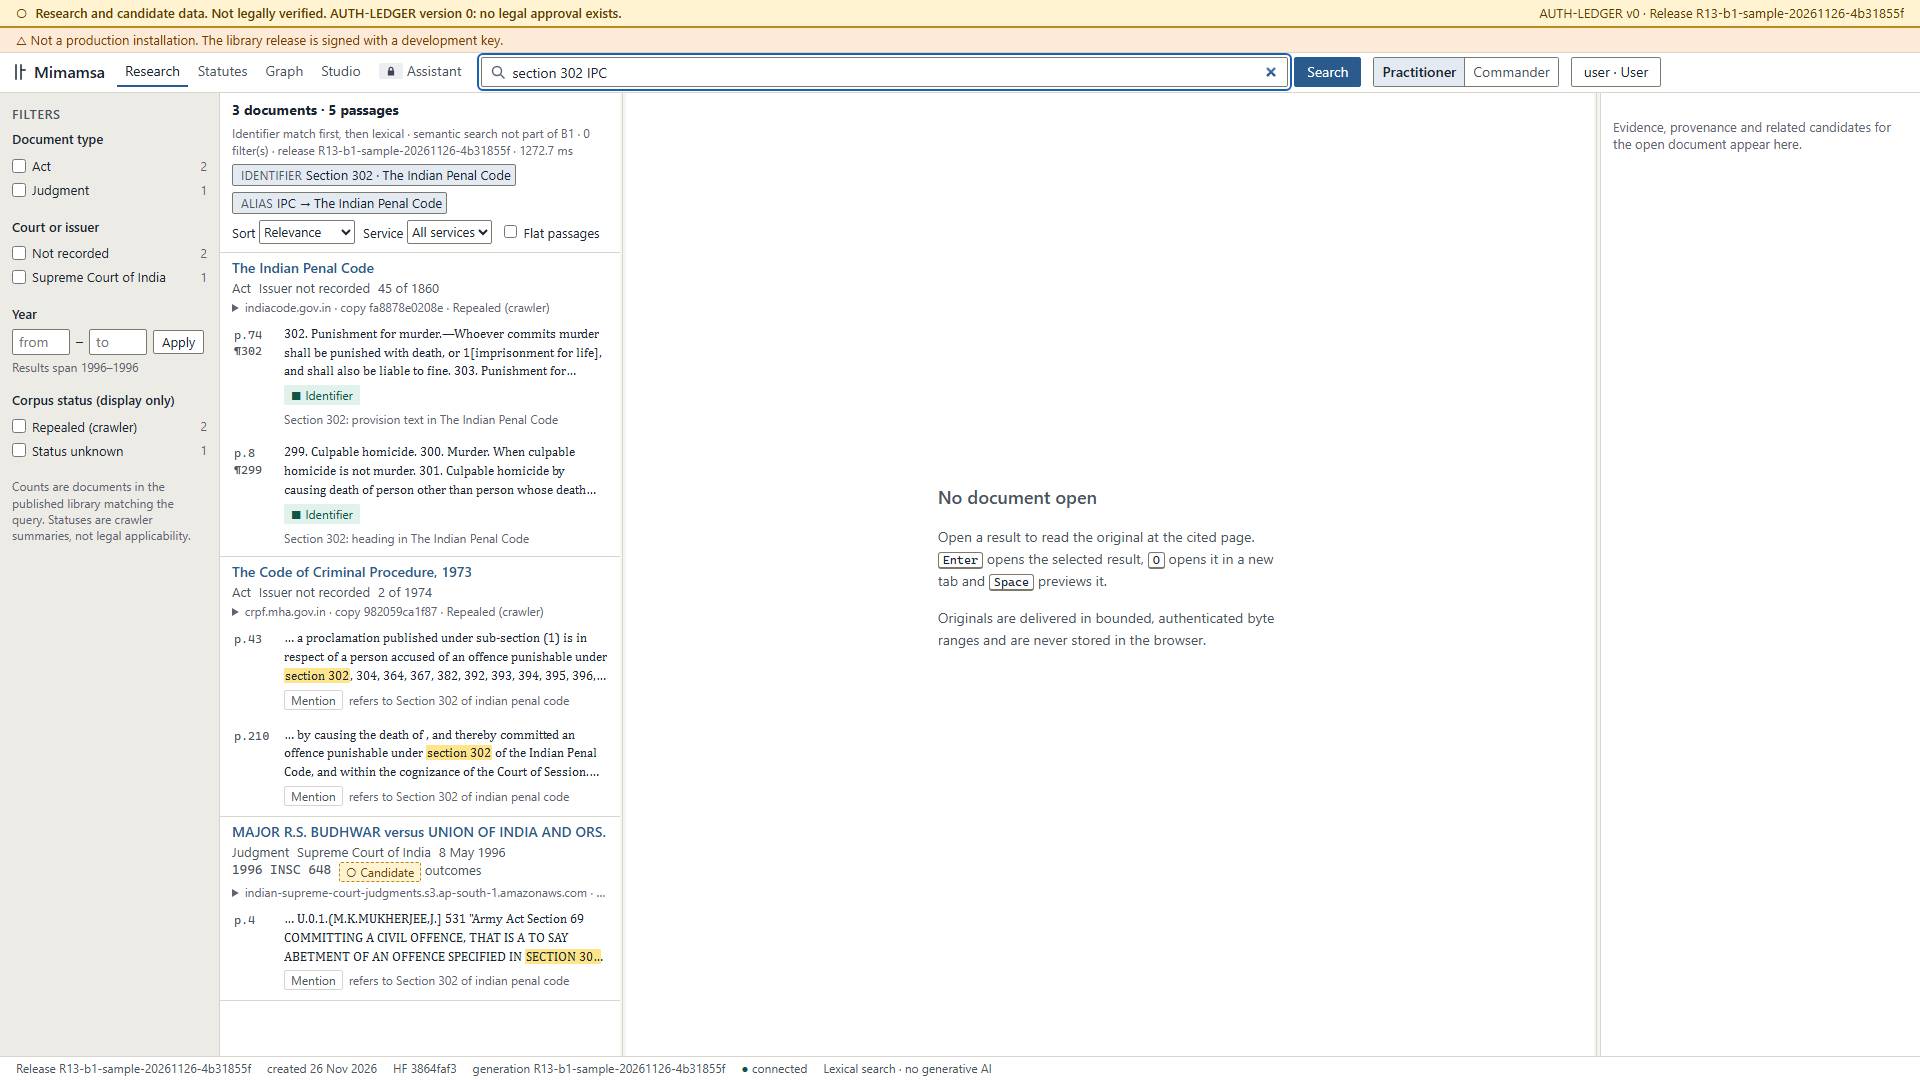 Research and candidate data. Not legally verified. AUTH-LEDGER version 0: no legal approval exists.
AUTH-LEDGER v0 · Release R13-b1-sample-20261126-4b31855f
⚠ Not a production installation. The library release is signed with a development key.
Mimamsa
Research
Statutes
Graph
Studio
Assistant
section 302 IPC
Search
Practitioner
Commander
user · User
FILTERS
Document type
Act 2
Judgment 1
Court or issuer
Not recorded 2
Supreme Court of India 1
Year
from – to Apply
Results span 1996–1996
Corpus status (display only)
Repealed (crawler) 2
Status unknown 1
Counts are documents in the
published library matching the
query. Statuses are crawler
summaries, not legal applicability.
3 documents · 5 passages
Identifier match first, then lexical · semantic search not part of B1 · 0
filter(s) · release R13-b1-sample-20261126-4b31855f · 1272.7 ms
IDENTIFIER Section 302 · The Indian Penal Code
ALIAS IPC → The Indian Penal Code
Sort Relevance Service All services Flat passages
The Indian Penal Code
Act Issuer not recorded 45 of 1860
indiacode.gov.in · copy fa8878e0208e · Repealed (crawler)
p.74
¶302
302. Punishment for murder.—Whoever commits murder
shall be punished with death, or 1[imprisonment for life],
and shall also be liable to fine. 303. Punishment for…
Identifier
Section 302: provision text in The Indian Penal Code
p.8
¶299
299. Culpable homicide. 300. Murder. When culpable
homicide is not murder. 301. Culpable homicide by
causing death of person other than person whose death…
Identifier
Section 302: heading in The Indian Penal Code
The Code of Criminal Procedure, 1973
Act Issuer not recorded 2 of 1974
crpf.mha.gov.in · copy 982059ca1f87 · Repealed (crawler)
p.43
… a proclamation published under sub-section (1) is in
respect of a person accused of an offence punishable under
section 302, 304, 364, 367, 382, 392, 393, 394, 395, 396,…
Mention refers to Section 302 of indian penal code
p.210
… by causing the death of , and thereby committed an
offence punishable under section 302 of the Indian Penal
Code, and within the cognizance of the Court of Session.…
Mention refers to Section 302 of indian penal code
MAJOR R.S. BUDHWAR versus UNION OF INDIA AND ORS.
Judgment Supreme Court of India 8 May 1996
1996 INSC 648 Candidate outcomes
indian-supreme-court-judgments.s3.ap-south-1.amazonaws.com · …
p.4
… U.0.1.(M.K.MUKHERJEE,J.] 531 "Army Act Section 69
COMMITTING A CIVIL OFFENCE, THAT IS A TO SAY
ABETMENT OF AN OFFENCE SPECIFIED IN SECTION 30…
Mention refers to Section 302 of indian penal code
No document open
Open a result to read the original at the cited page.
Enter opens the selected result, O opens it in a new
tab and Space previews it.
Originals are delivered in bounded, authenticated byte
ranges and are never stored in the browser.
Evidence, provenance and related candidates for
the open document appear here.
Release R13-b1-sample-20261126-4b31855f created 26 Nov 2026 HF 3864faf3 generation R13-b1-sample-20261126-4b31855f ● connected Lexical search · no generative AI